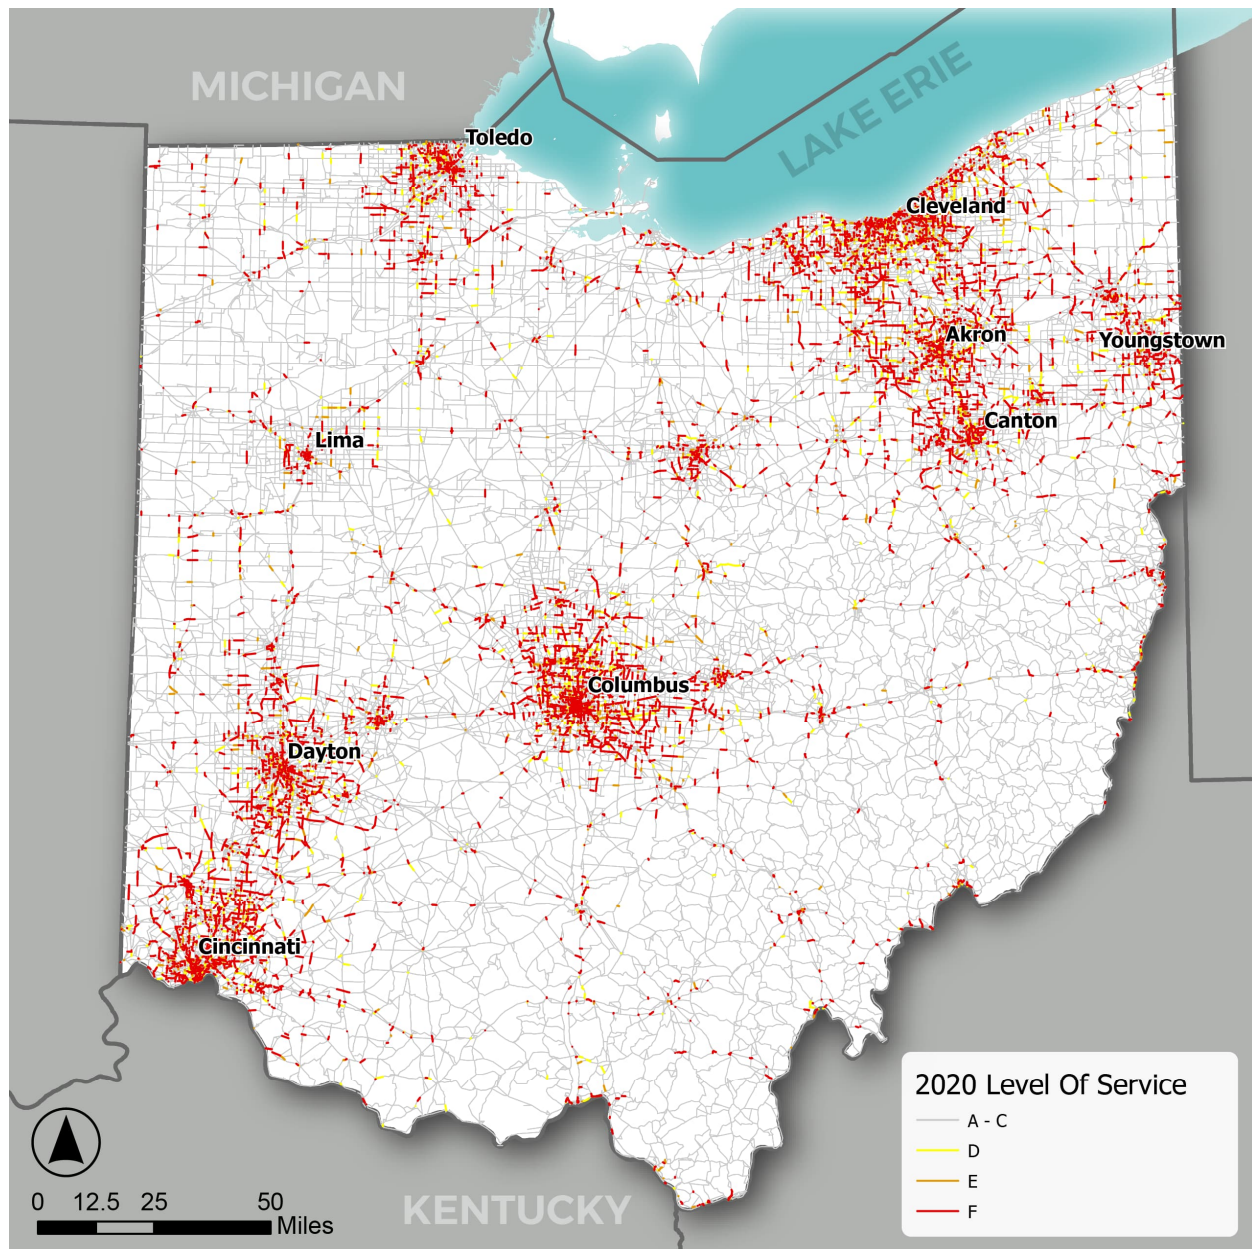 MICHIGAN
LAKE ERIE
Toledo
Cleveland
Akron
Youngstown
Canton
Lima
Columbus
Dayton
Cincinnati
KENTUCKY
0 12.5 25 50
Miles
2020 Level Of Service
A - C
D
E
F